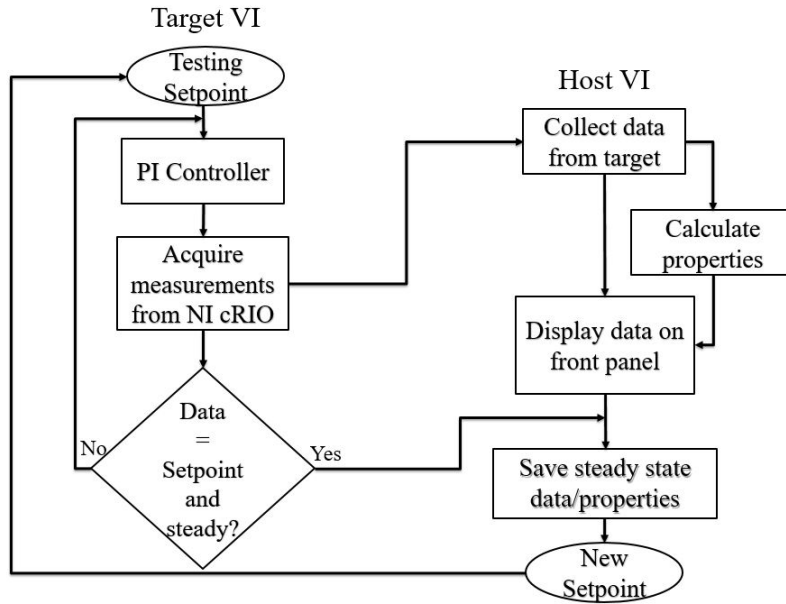 Target VI
Testing
Setpoint
PI Controller
Acquire
measurements
from NI cRIO
Data
=
Setpoint
and
steady?
No
Yes
Host VI
Collect data
from target
Calculate
properties
Display data on
front panel
Save steady state
data/properties
New
Setpoint